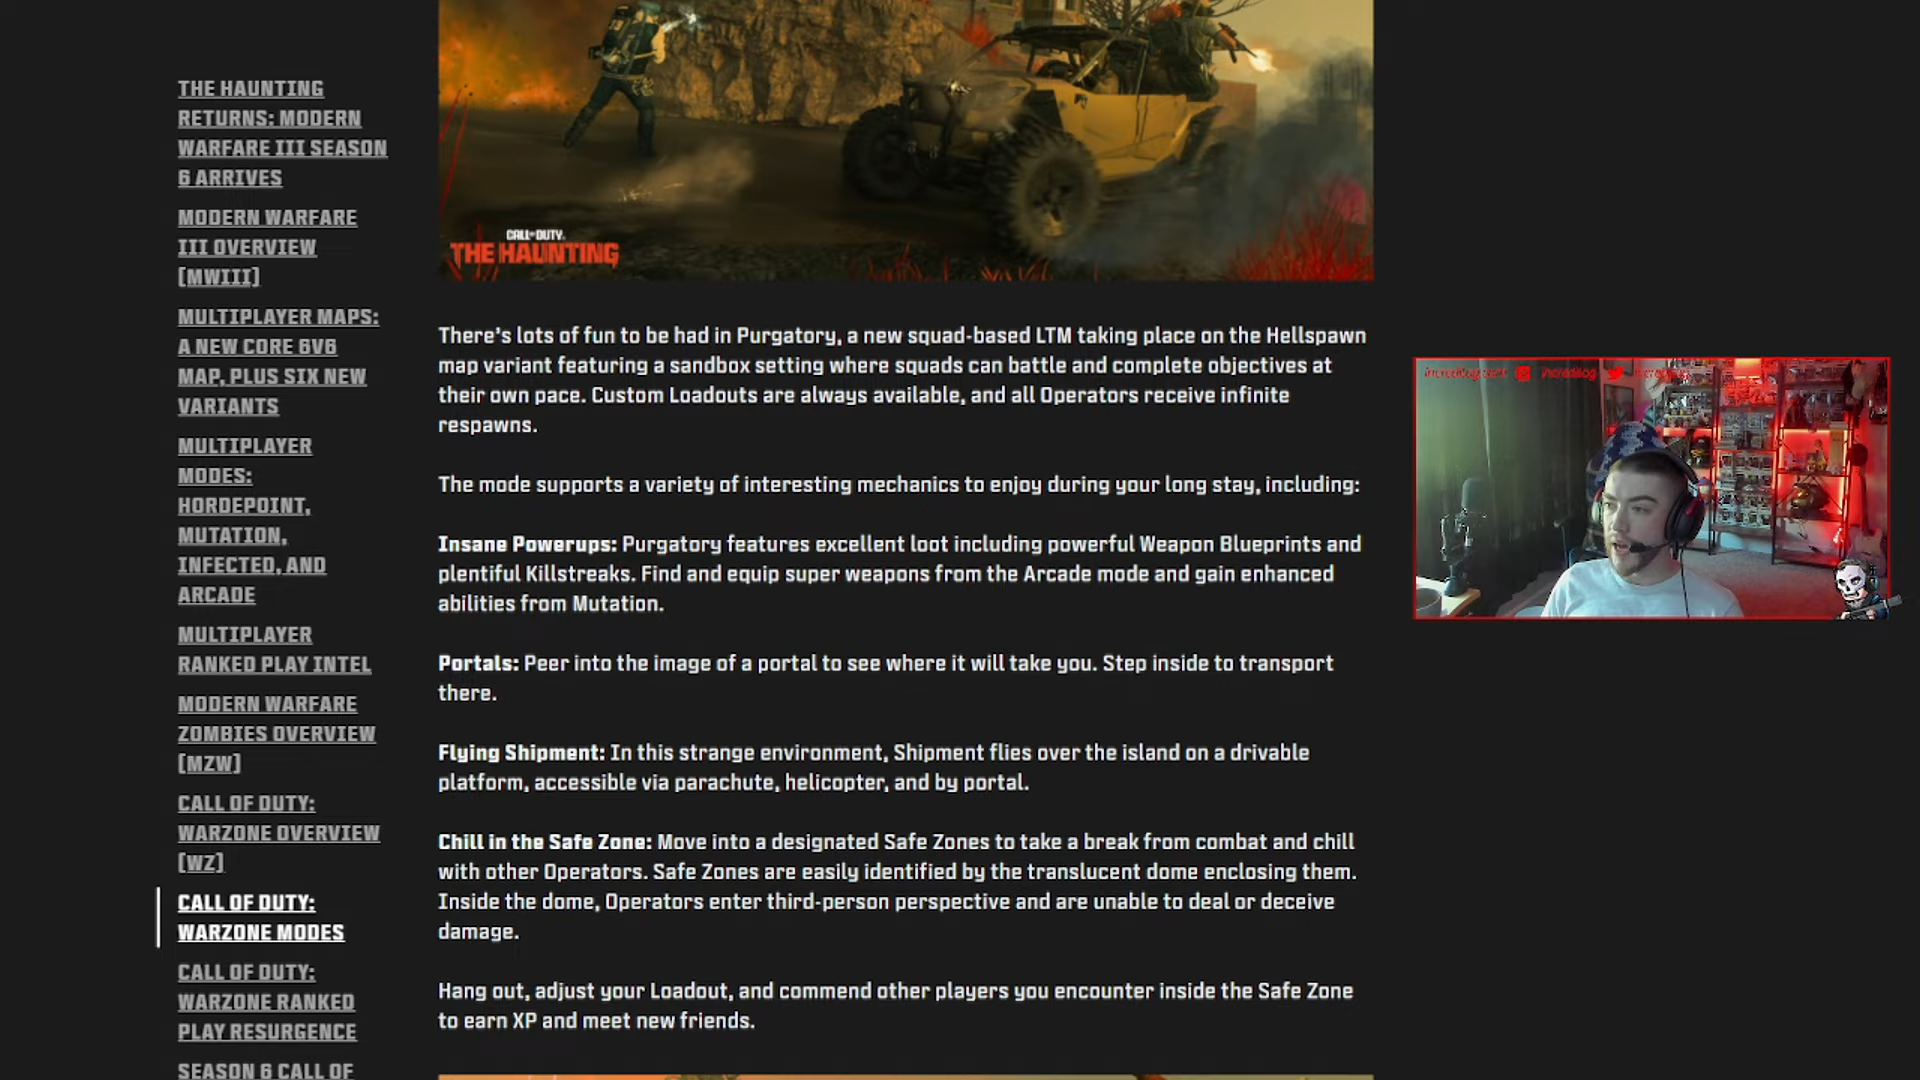 THE HAUNTING
RETURNS: MODERN
WARFARE III SEASON
6 ARRIVES
MODERN WARFARE
III OVERVIEW
[MWIII]
MULTIPLAYER MAPS:
A NEW CORE 6V6
MAP, PLUS SIX NEW
VARIANTS
MULTIPLAYER
MODES:
HORDEPOINT,
MUTATION,
INFECTED, AND
ARCADE
MULTIPLAYER
RANKED PLAY INTEL
MODERN WARFARE
ZOMBIES OVERVIEW
[MZW]
CALL OF DUTY:
WARZONE OVERVIEW
[WZ]
CALL OF DUTY:
WARZONE MODES
CALL OF DUTY:
WARZONE RANKED
PLAY RESURGENCE
SEASON 6 CALL OF
CALL OF DUTY
THE HAUNTING
There's lots of fun to be had in Purgatory, a new squad-based LTM taking place on the Hellspawn
map variant featuring a sandbox setting where squads can battle and complete objectives at
their own pace. Custom Loadouts are always available, and all Operators receive infinite
respawns.
The mode supports a variety of interesting mechanics to enjoy during your long stay, including:
Insane Powerups: Purgatory features excellent loot including powerful Weapon Blueprints and
plentiful Killstreaks. Find and equip super weapons from the Arcade mode and gain enhanced
abilities from Mutation.
Portals: Peer into the image of a portal to see where it will take you. Step inside to transport
there.
Flying Shipment: In this strange environment, Shipment flies over the island on a drivable
platform, accessible via parachute, helicopter, and by portal.
Chill in the Safe Zone: Move into a designated Safe Zones to take a break from combat and chill
with other Operators. Safe Zones are easily identified by the translucent dome enclosing them.
Inside the dome, Operators enter third-person perspective and are unable to deal or deceive
damage.
Hang out, adjust your Loadout, and commend other players you encounter inside the Safe Zone
to earn XP and meet new friends.